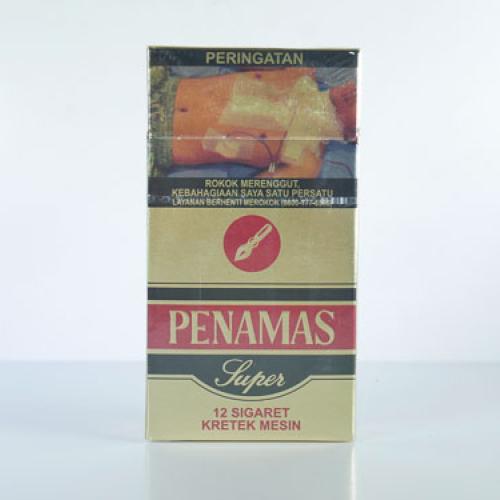 PERINGATAN
ROKOK MERENGGUT,
KEBAHAGIAAN SAYA SATU PERSATU
LAYANAN BERHENTI MEROKOK
PENAMAS
Super
12 SIGARET
KRETEK MESIN